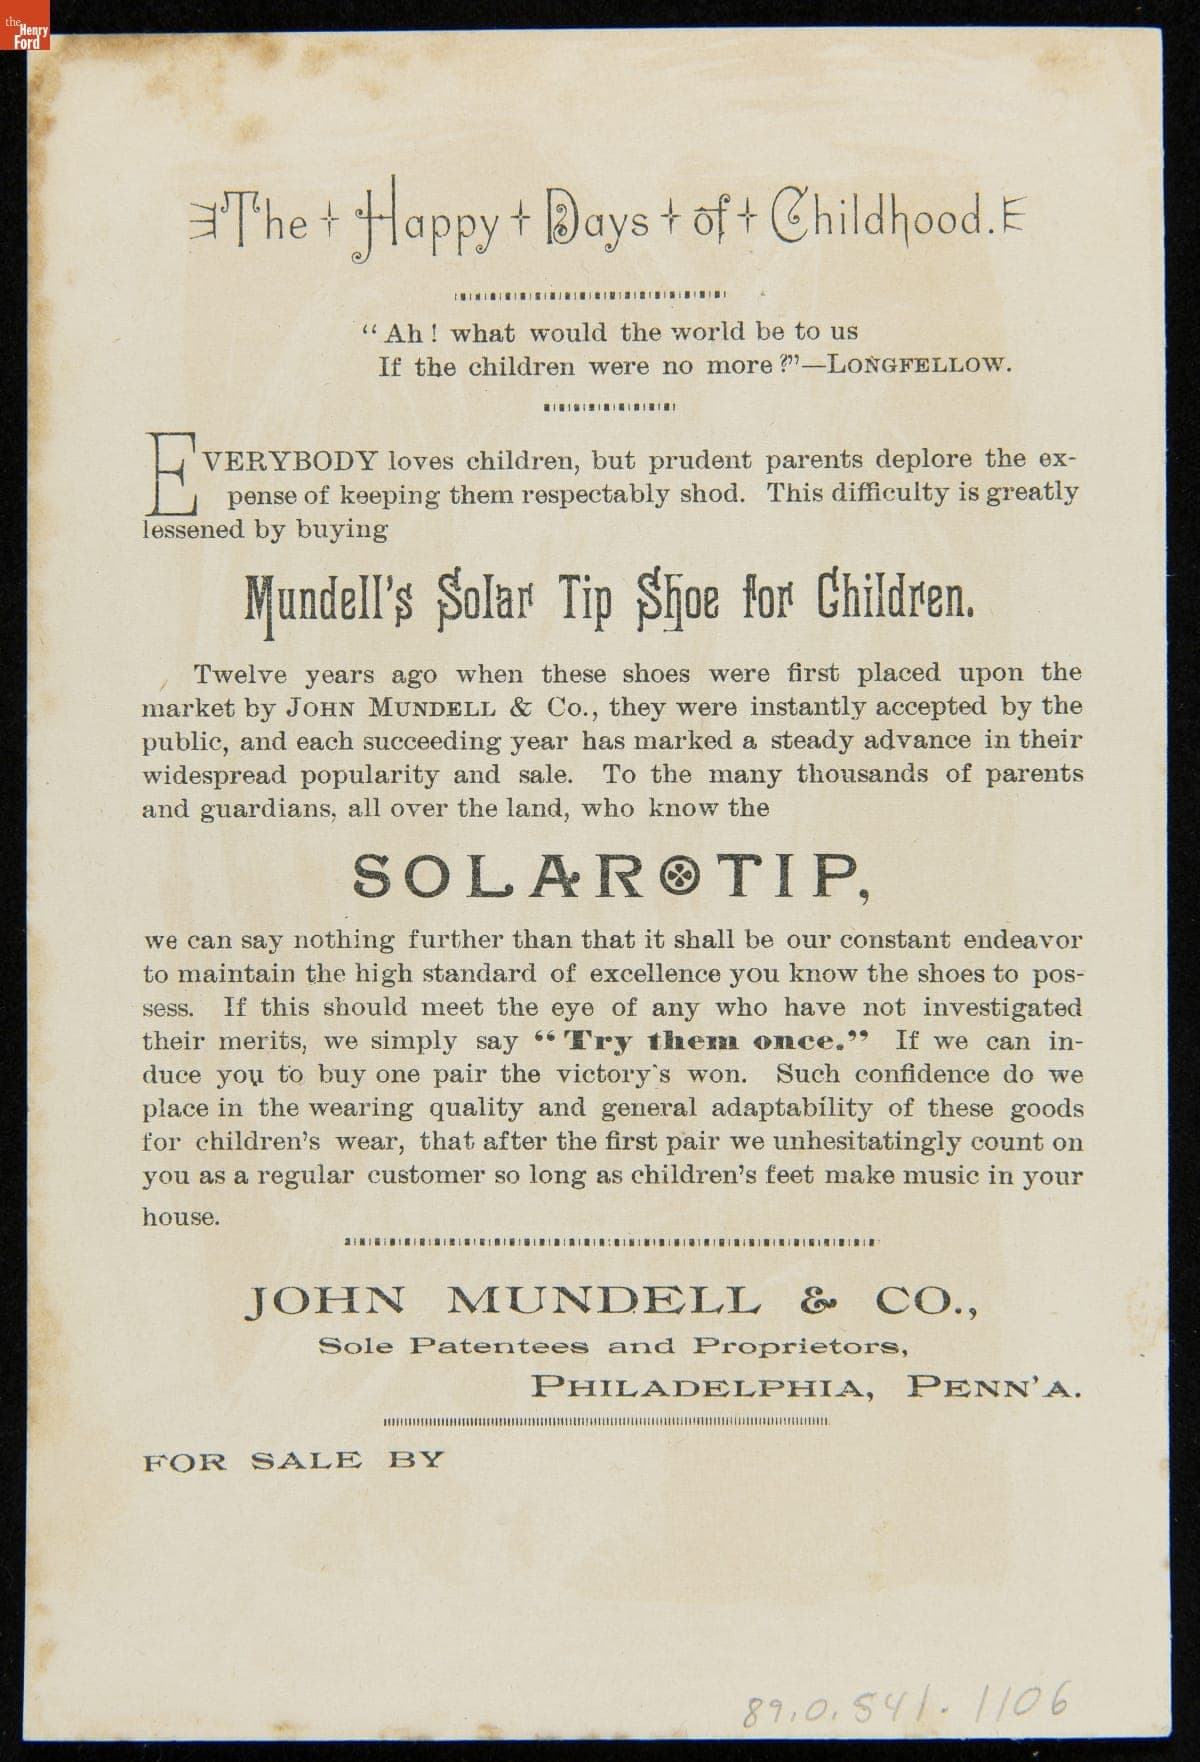 the
Henry
Ford
The Happy Days of Childhood.
“Ah! what would the world be to us
If the children were no more?”—LONGFELLOW.
EVERYBODY loves children, but prudent parents deplore the ex-
pense of keeping them respectably shod. This difficulty is greatly
lessened by buying
Mundell's Solar Tip Shoe for Children.
Twelve years ago when these shoes were first placed upon the
market by JOHN MUNDELL & Co., they were instantly accepted by the
public, and each succeeding year has marked a steady advance in their
widespread popularity and sale. To the many thousands of parents
and guardians, all over the land, who know the
SOLAR TIP,
we can say nothing further than that it shall be our constant endeavor
to maintain the high standard of excellence you know the shoes to pos-
sess. If this should meet the eye of any who have not investigated
their merits, we simply say “Try them once.” If we can in-
duce you to buy one pair the victory's won. Such confidence do we
place in the wearing quality and general adaptability of these goods
for children's wear, that after the first pair we unhesitatingly count on
you as a regular customer so long as children's feet make music in your
house.
JOHN MUNDELL & CO.,
Sole Patentees and Proprietors,
PHILADELPHIA, PENN'A.
FOR SALE BY
89.0.541.1106